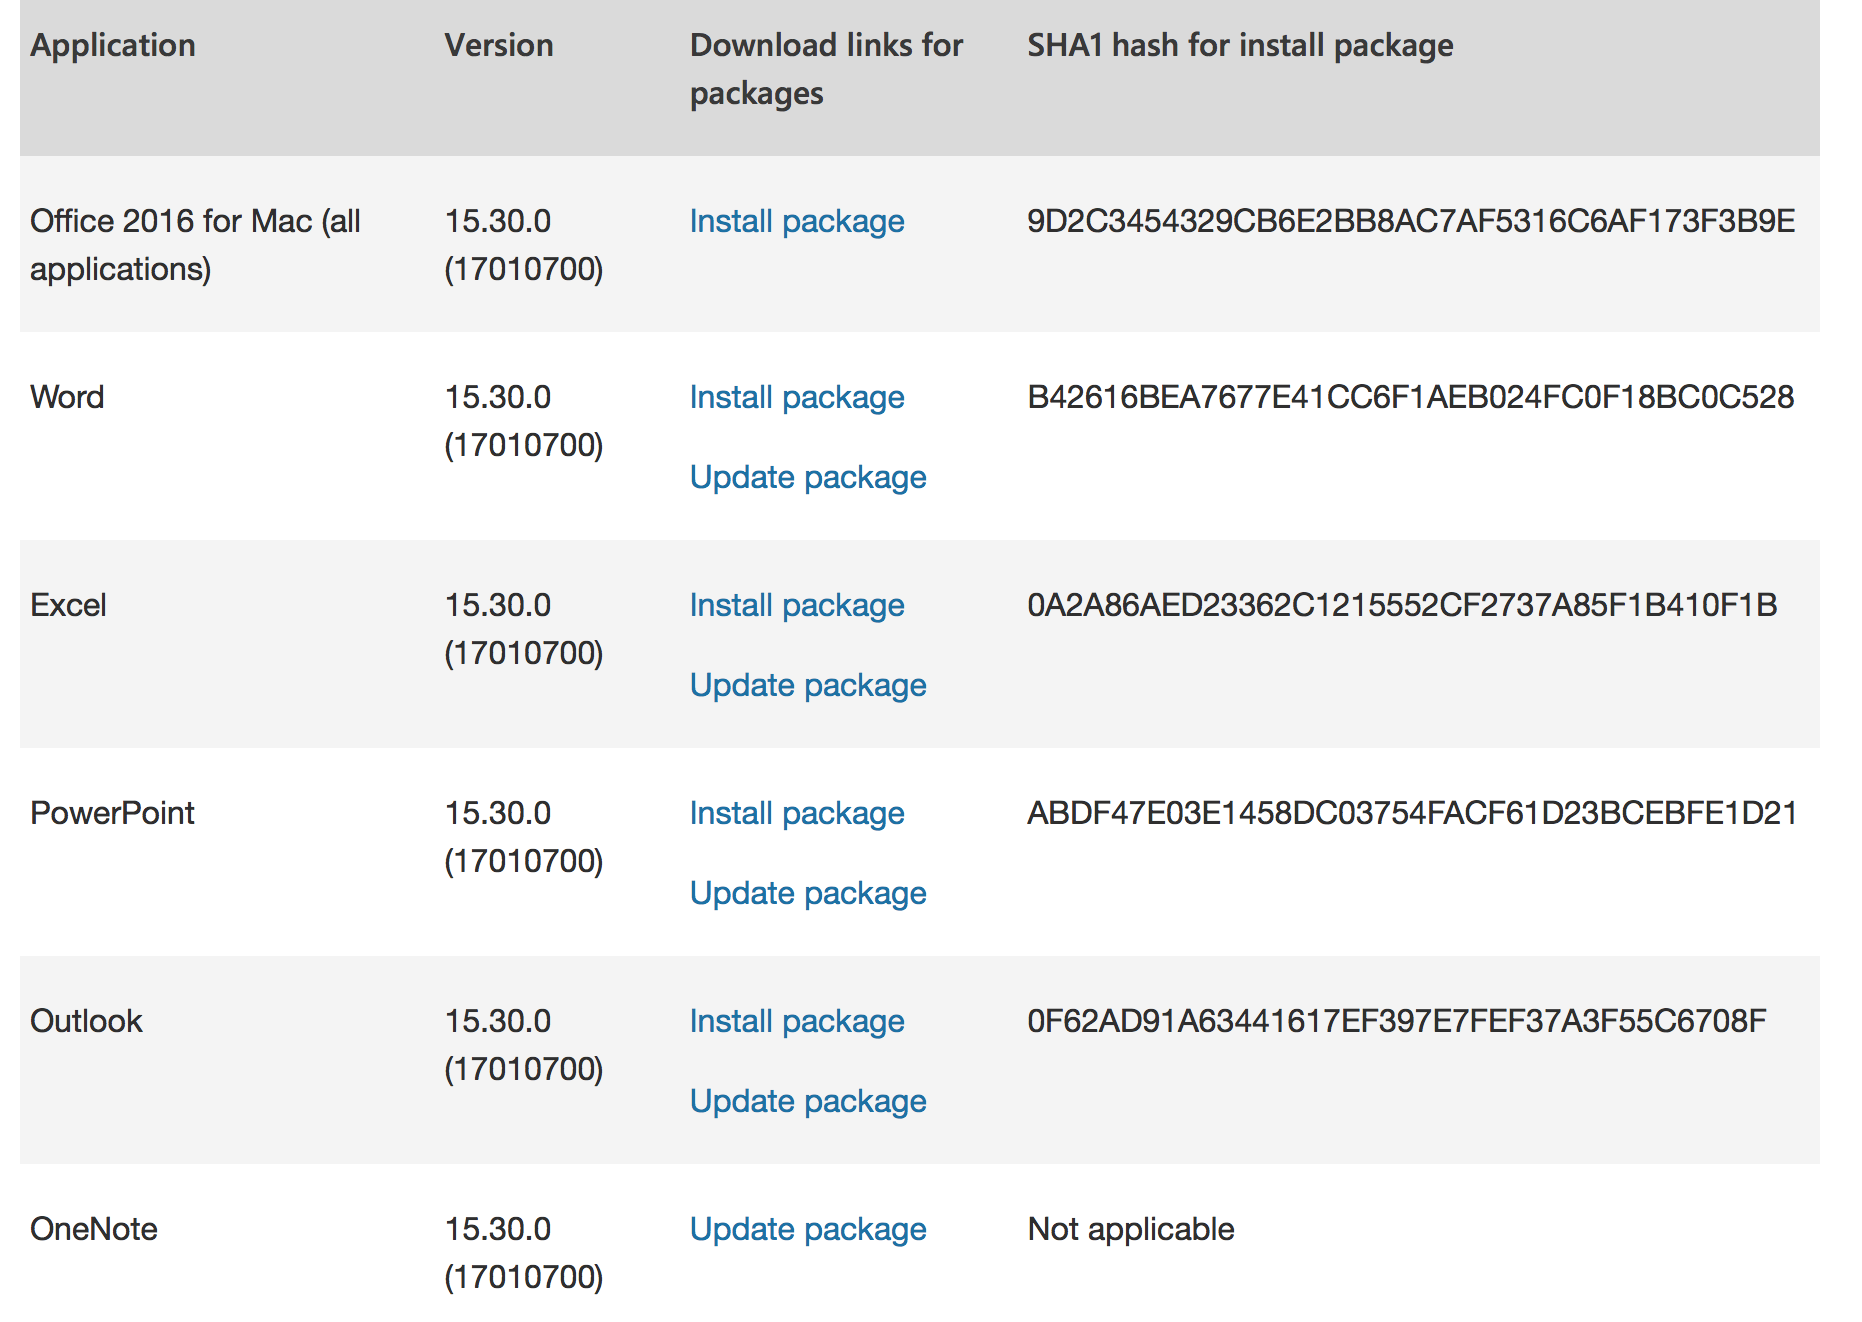 Application Version Download links for SHA1 hash for install package
packages
Office 2016 for Mac (all 15.30.0 Install package 9D2C3454329CB6E2BB8AC7AF5316C6AF173F3B9E
applications) (17010700)
Word 15.30.0 Install package B42616BEA7677E41CC6F1AEB024FC0F18BC0C528
(17010700)
Update package
Excel 15.30.0 Install package 0A2A86AED23362C1215552CF2737A85F1B410F1B
(17010700)
Update package
PowerPoint 15.30.0 Install package ABDF47E03E1458DC03754FACF61D23BCEBFE1D21
(17010700)
Update package
Outlook 15.30.0 Install package 0F62AD91A63441617EF397E7FEF37A3F55C6708F
(17010700)
Update package
OneNote 15.30.0 Update package Not applicable
(17010700)